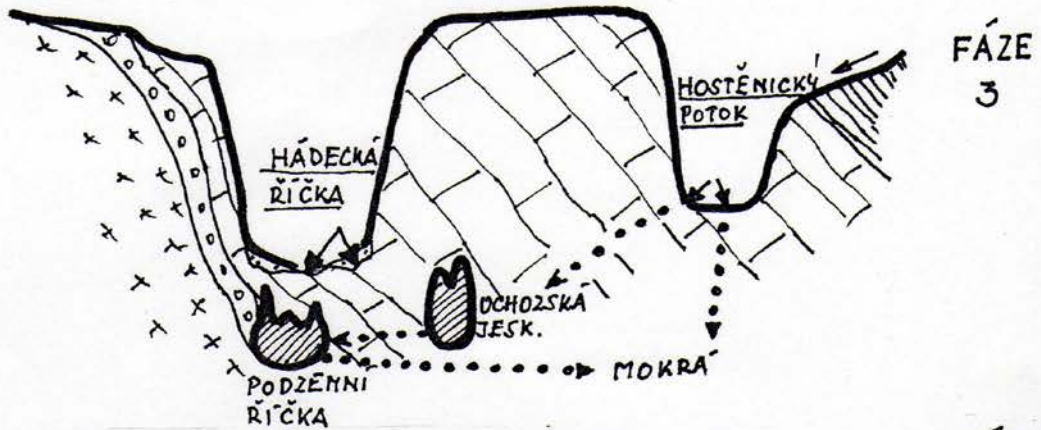 FÁZE
3
HOSTĚNICKÝ
POTOK
HÁDECKÁ
ŘÍČKA
OCHOZSKÁ
JESK.
MOKRÁ
PODZEMNÍ
ŘÍČKA